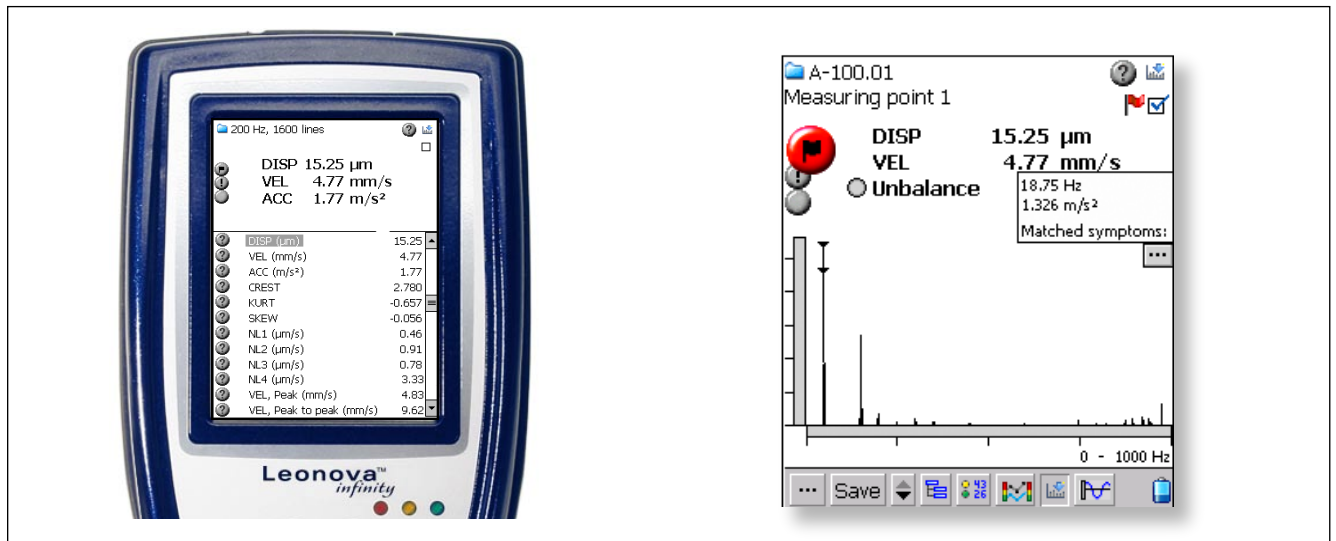 200 Hz, 1600 lines
DISP 15.25 µm
VEL 4.77 mm/s
ACC 1.77 m/s²
DISP (µm) 15.25
VEL (mm/s) 4.77
ACC (m/s²) 1.77
CREST 2.780
KURT -0.657
SKEW -0.056
NL1 (µm/s) 0.46
NL2 (µm/s) 0.91
NL3 (µm/s) 0.78
NL4 (µm/s) 3.33
VEL, Peak (mm/s) 4.83
VEL, Peak to peak (mm/s) 9.62
Leonova™
infinity
A-100.01
Measuring point 1
DISP 15.25 µm
VEL 4.77 mm/s
Unbalance
18.75 Hz
1.326 m/s²
Matched symptoms:
...
0 - 1000 Hz
... Save 43
26